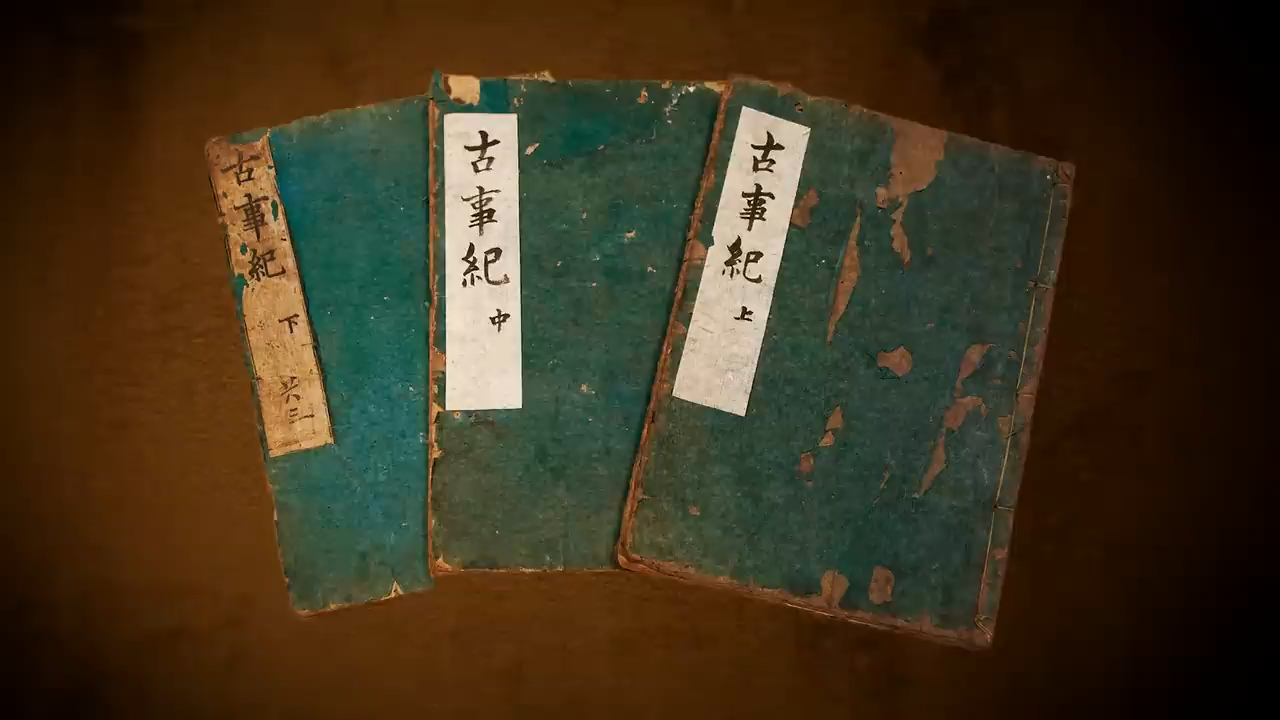 古事紀 上
古事紀 中
古事紀 下 共三